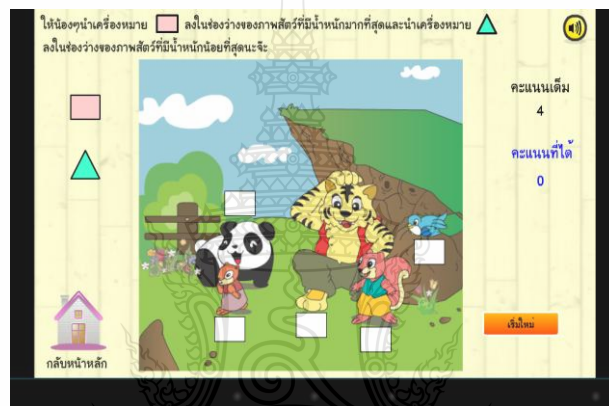 ให้น้องๆนำเครื่องหมาย ลงในช่องว่างของภาพสัตว์ที่มีน้ำหนักมากที่สุดและนำเครื่องหมาย
ลงในช่องว่างของภาพสัตว์ที่มีน้ำหนักน้อยที่สุดนะจ๊ะ
คะแนนเต็ม
4
คะแนนที่ได้
0
เริ่มใหม่
กลับหน้าหลัก